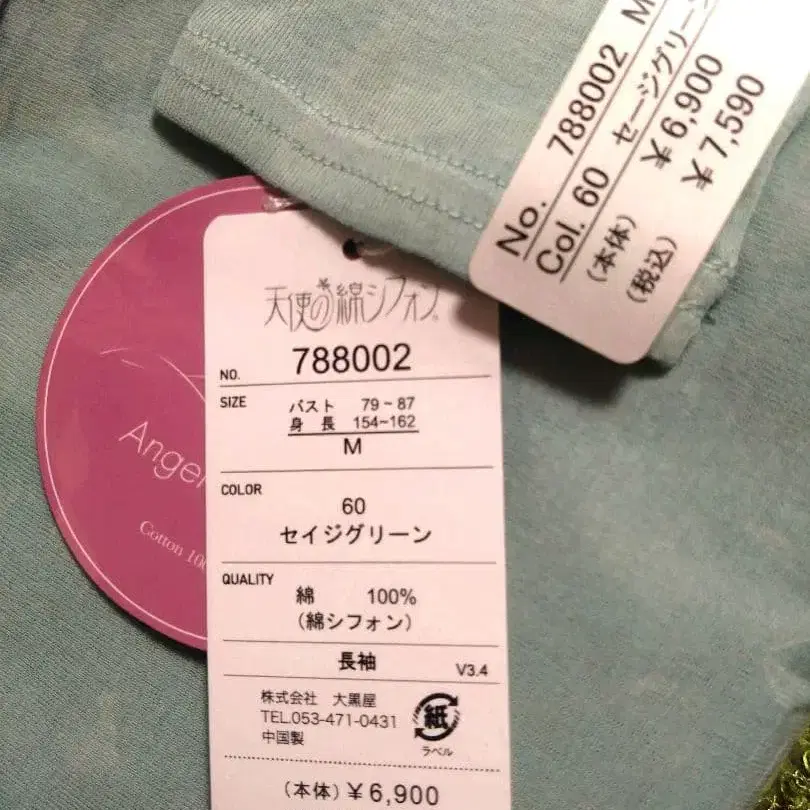 No. 788002 M
Col. 60 セージグリーン
(本体) ¥6,900
(税込) ¥7,590
Angel
Cotton 100
天使の綿シフォン®
NO. 788002
SIZE バスト 79~87
身長 154~162
M
COLOR
60
セイジグリーン
QUALITY
綿 100%
(綿シフォン)
長袖 V3.4
株式会社 大黒屋
TEL.053-471-0431
中国製
紙
ラベル
(本体) ¥6,900